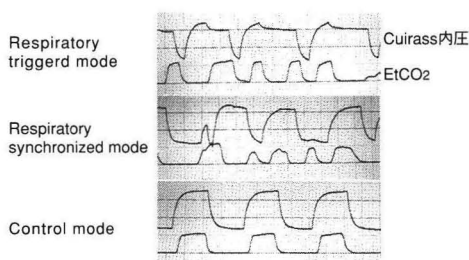 Respiratory
triggerd mode
Cuirass内圧
EtCO2
Respiratory
synchronized mode
Control mode